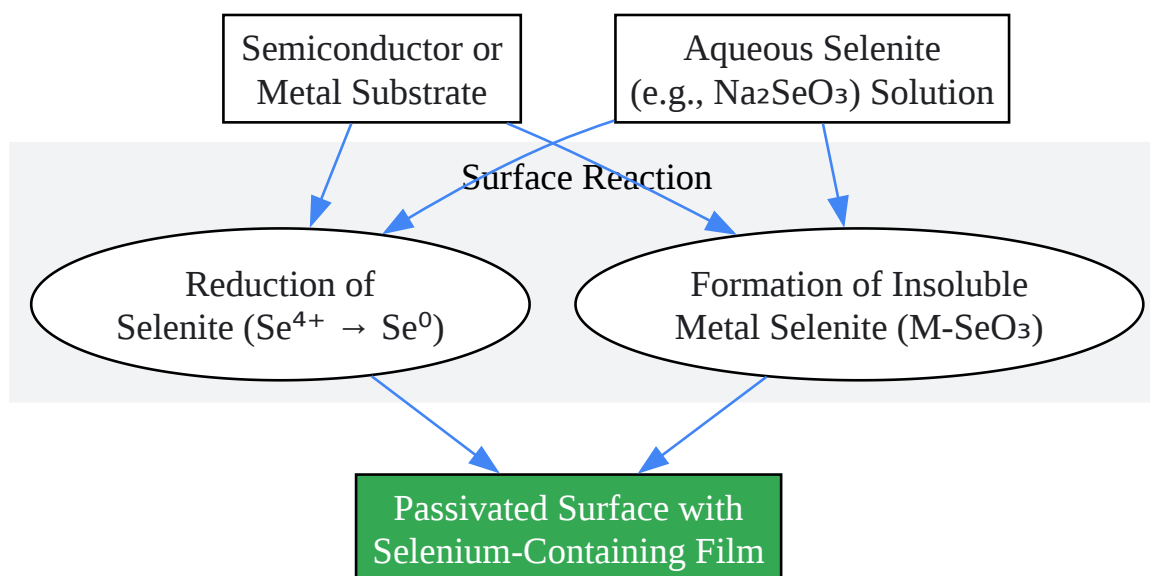 Semiconductor or
Metal Substrate
Aqueous Selenite
(e.g., Na₂SeO₃) Solution
Surface Reaction
Reduction of
Selenite (Se⁴⁺ → Se⁰)
Formation of Insoluble
Metal Selenite (M-SeO₃)
Passivated Surface with
Selenium-Containing Film